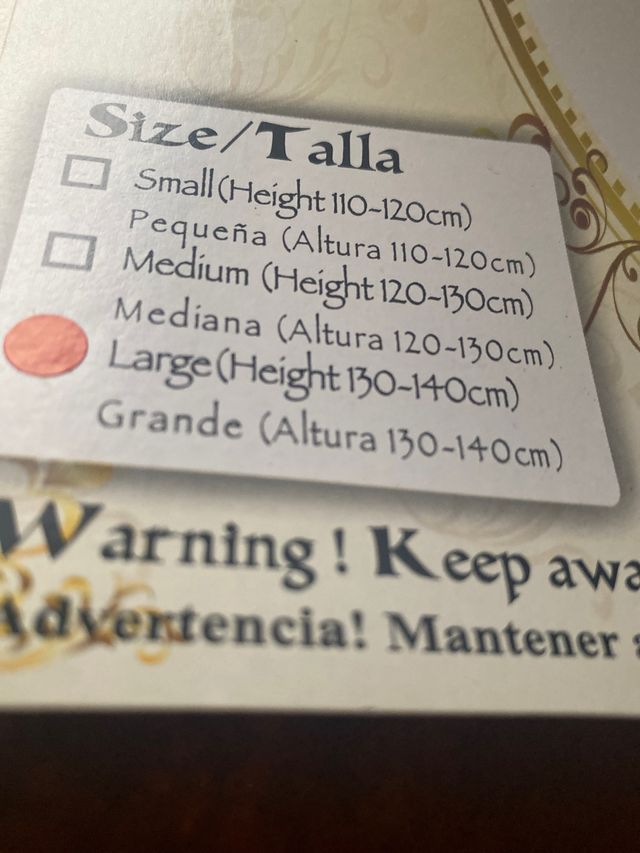 Size/Talla
Small(Height 110-120cm)
Pequeña (Altura 110-120cm)
Medium (Height 120-130cm)
Mediana (Altura 120-130cm)
Large(Height 130-140cm)
Grande (Altura 130-140cm)
Warning! Keep
Advertencia! Mantener